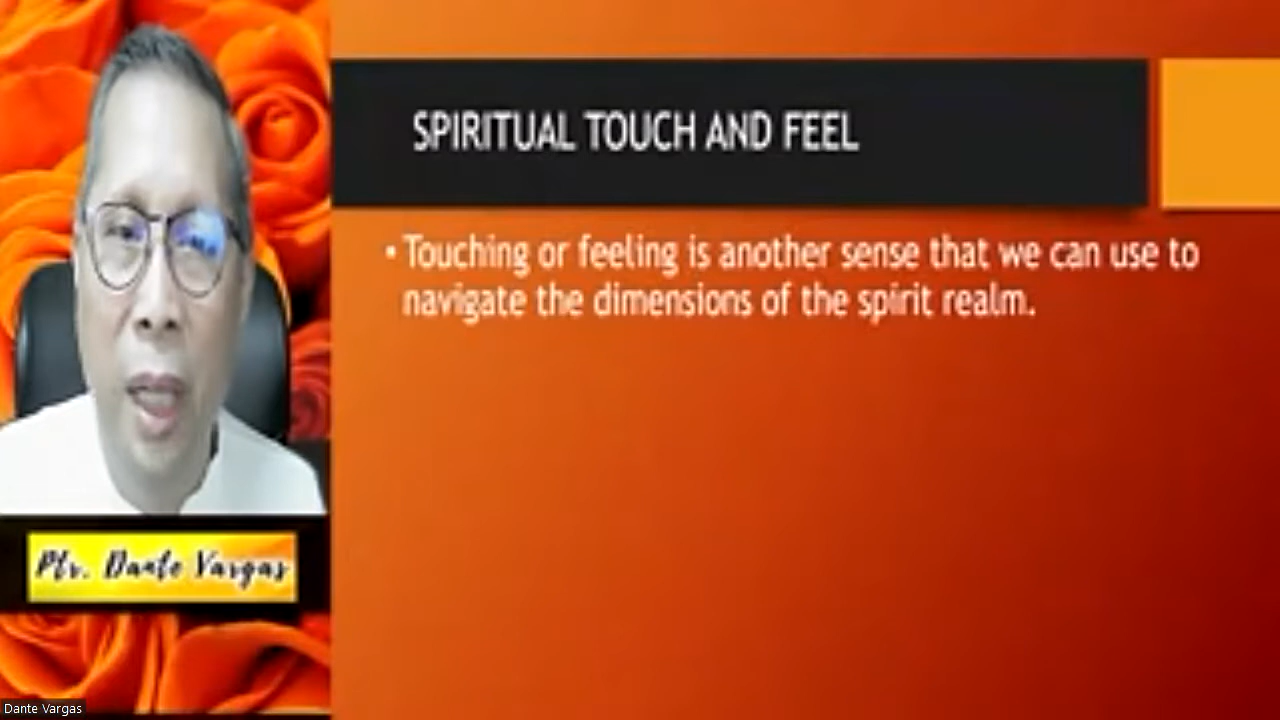 SPIRITUAL TOUCH AND FEEL
• Touching or feeling is another sense that we can use to
navigate the dimensions of the spirit realm.
Ptr. Dante Vargas
Dante Vargas